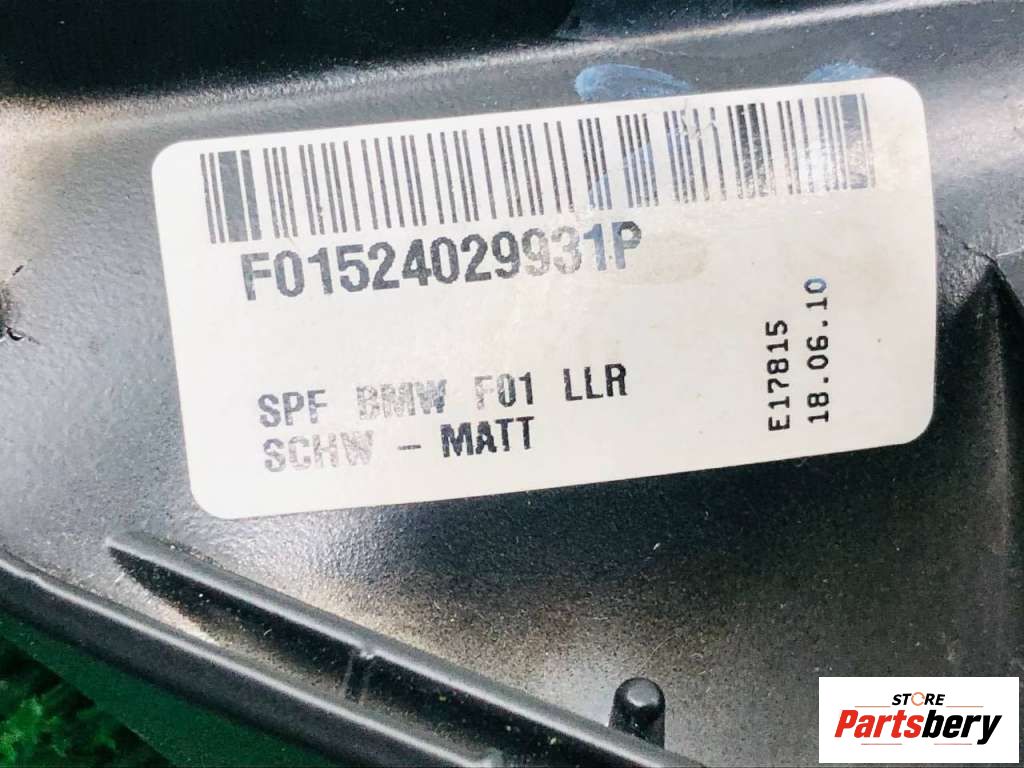 F01524029931P
SPF BMW F01 LLR
SCHW - MATT
E17815
18.06.10
STORE
Partsbery